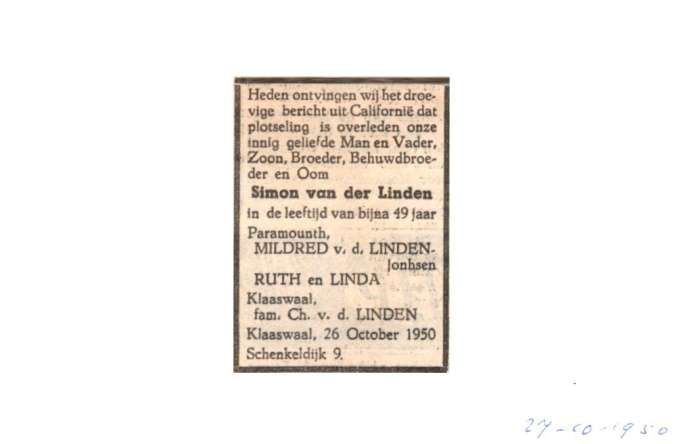 Heden ontvingen wij het droe-
vige bericht uit Californië dat
plotseling is overleden onze
innig geliefde Man en Vader,
Zoon, Broeder, Behuwdbroe-
der en Oom
Simon van der Linden
in de leeftijd van bijna 49 jaar
Paramounth,
MILDRED v. d. LINDEN-
Jonhsen
RUTH en LINDA
Klaaswaal,
fam. Ch. v. d. LINDEN
Klaaswaal, 26 October 1950
Schenkeldijk 9.
27-10-1950